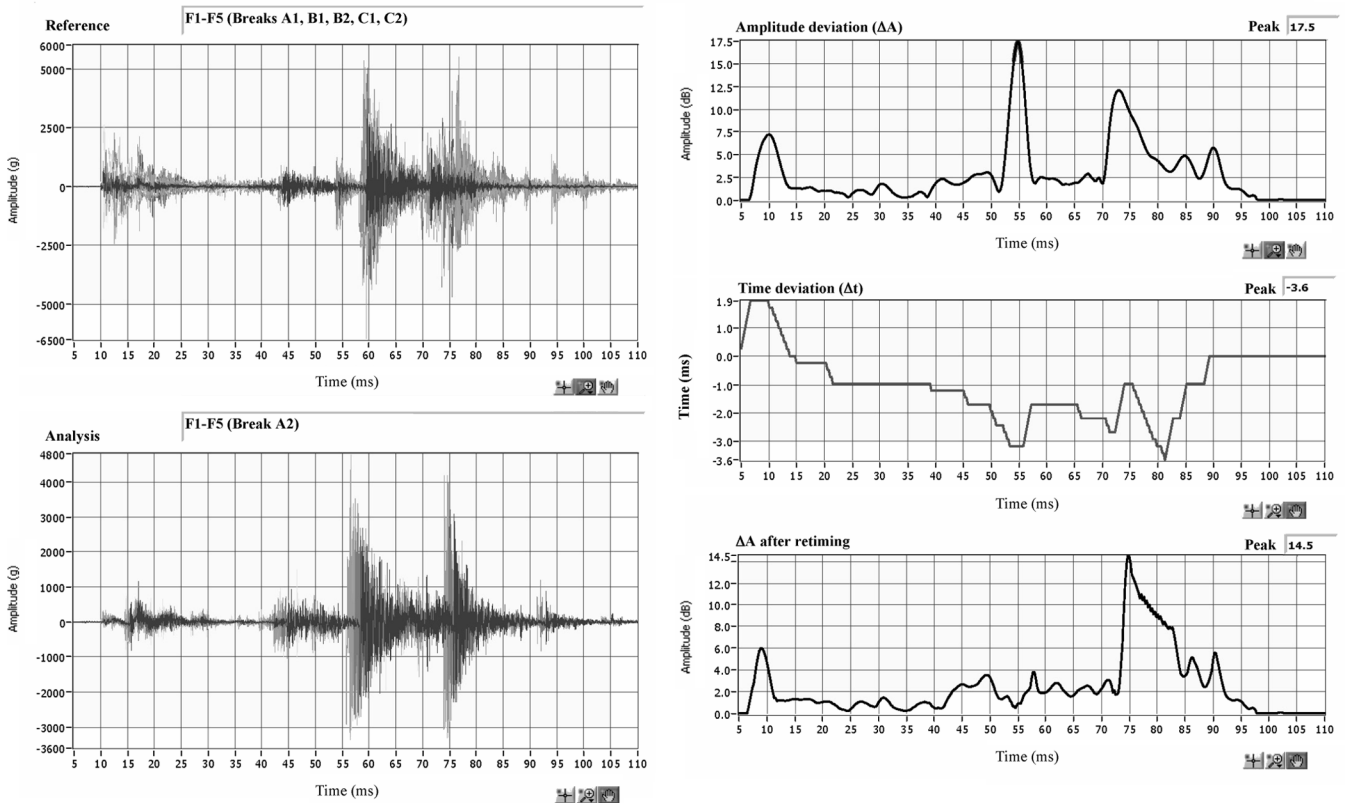 Reference
F1-F5 (Breaks A1, B1, B2, C1, C2)
6000
5000
2500
0
-2500
-5000
-6500
Amplitude (g)
5 10 15 20 25 30 35 40 45 50 55 60 65 70 75 80 85 90 95 100 105 110
Time (ms)
Analysis
F1-F5 (Break A2)
4800
4000
3000
2000
1000
0
-1000
-2000
-3000
-3600
Amplitude (g)
5 10 15 20 25 30 35 40 45 50 55 60 65 70 75 80 85 90 95 100 105 110
Time (ms)
Amplitude deviation (ΔA)
Peak 17.5
17.5
15.0
12.5
10.0
7.5
5.0
2.5
0.0
Amplitude (dB)
5 10 15 20 25 30 35 40 45 50 55 60 65 70 75 80 85 90 95 100 105 110
Time (ms)
Time deviation (Δt)
Peak -3.6
1.9
1.0
0.0
-1.0
-2.0
-3.0
-3.6
Time (ms)
5 10 15 20 25 30 35 40 45 50 55 60 65 70 75 80 85 90 95 100 105 110
Time (ms)
ΔA after retiming
Peak 14.5
14.5
12.0
10.0
8.0
6.0
4.0
2.0
0.0
Amplitude (dB)
5 10 15 20 25 30 35 40 45 50 55 60 65 70 75 80 85 90 95 100 105 110
Time (ms)